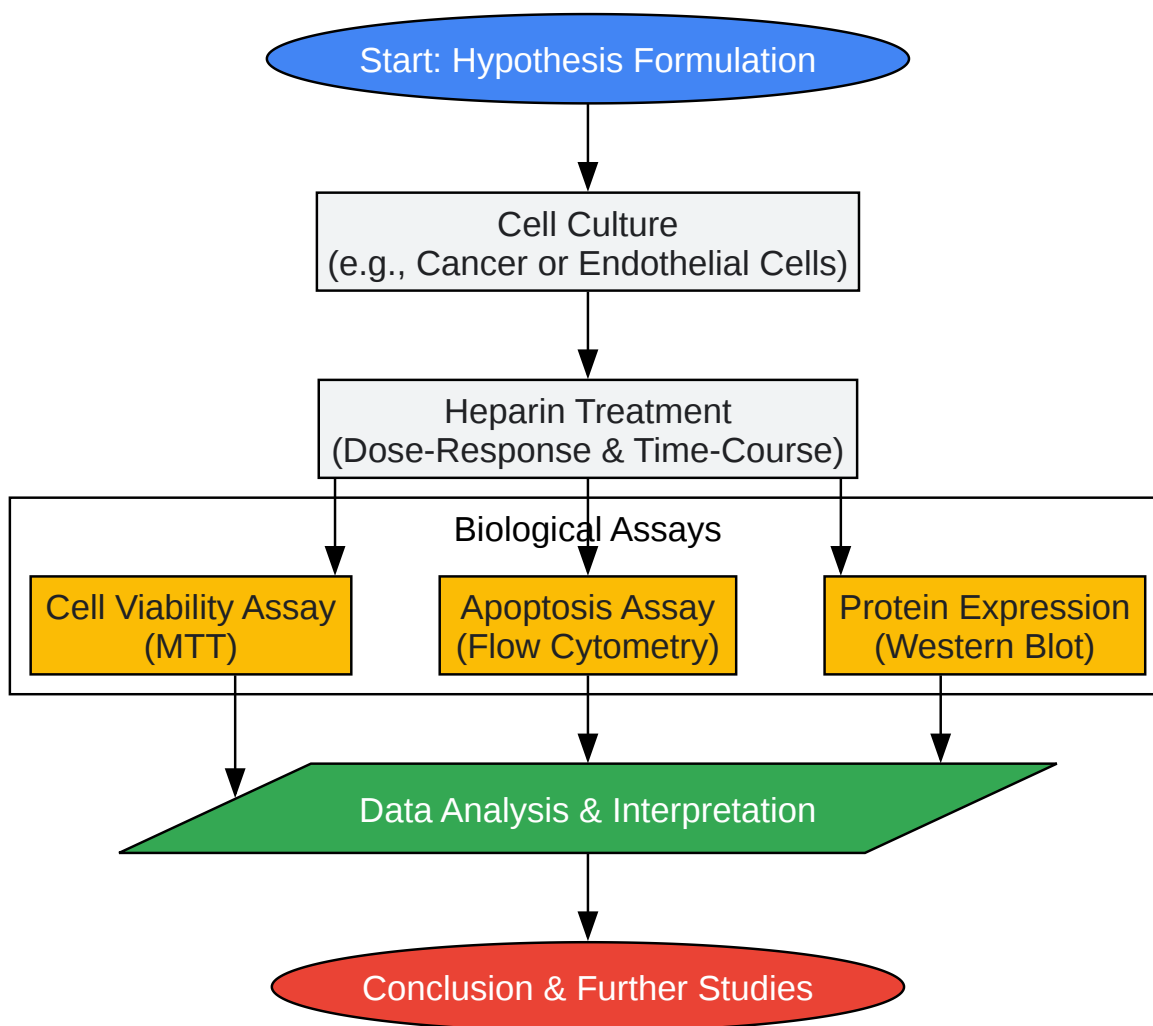 Start: Hypothesis Formulation
Cell Culture
(e.g., Cancer or Endothelial Cells)
Heparin Treatment
(Dose-Response & Time-Course)
Biological Assays
Cell Viability Assay
(MTT)
Apoptosis Assay
(Flow Cytometry)
Protein Expression
(Western Blot)
Data Analysis & Interpretation
Conclusion & Further Studies